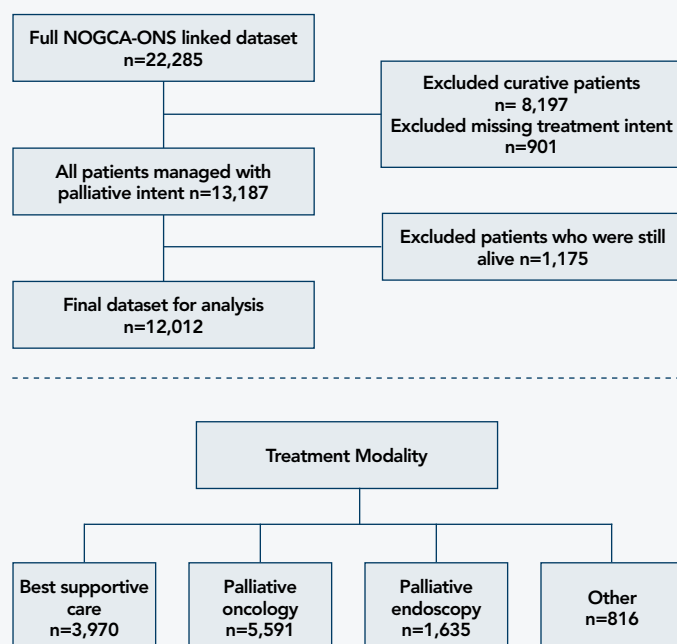 Full NOGCA-ONS linked dataset
n=22,285
Excluded curative patients
n= 8,197
Excluded missing treatment intent
n=901
All patients managed with
palliative intent n=13,187
Excluded patients who were still
alive n=1,175
Final dataset for analysis
n=12,012
Treatment Modality
Best supportive
care
n=3,970
Palliative
oncology
n=5,591
Palliative
endoscopy
n=1,635
Other
n=816